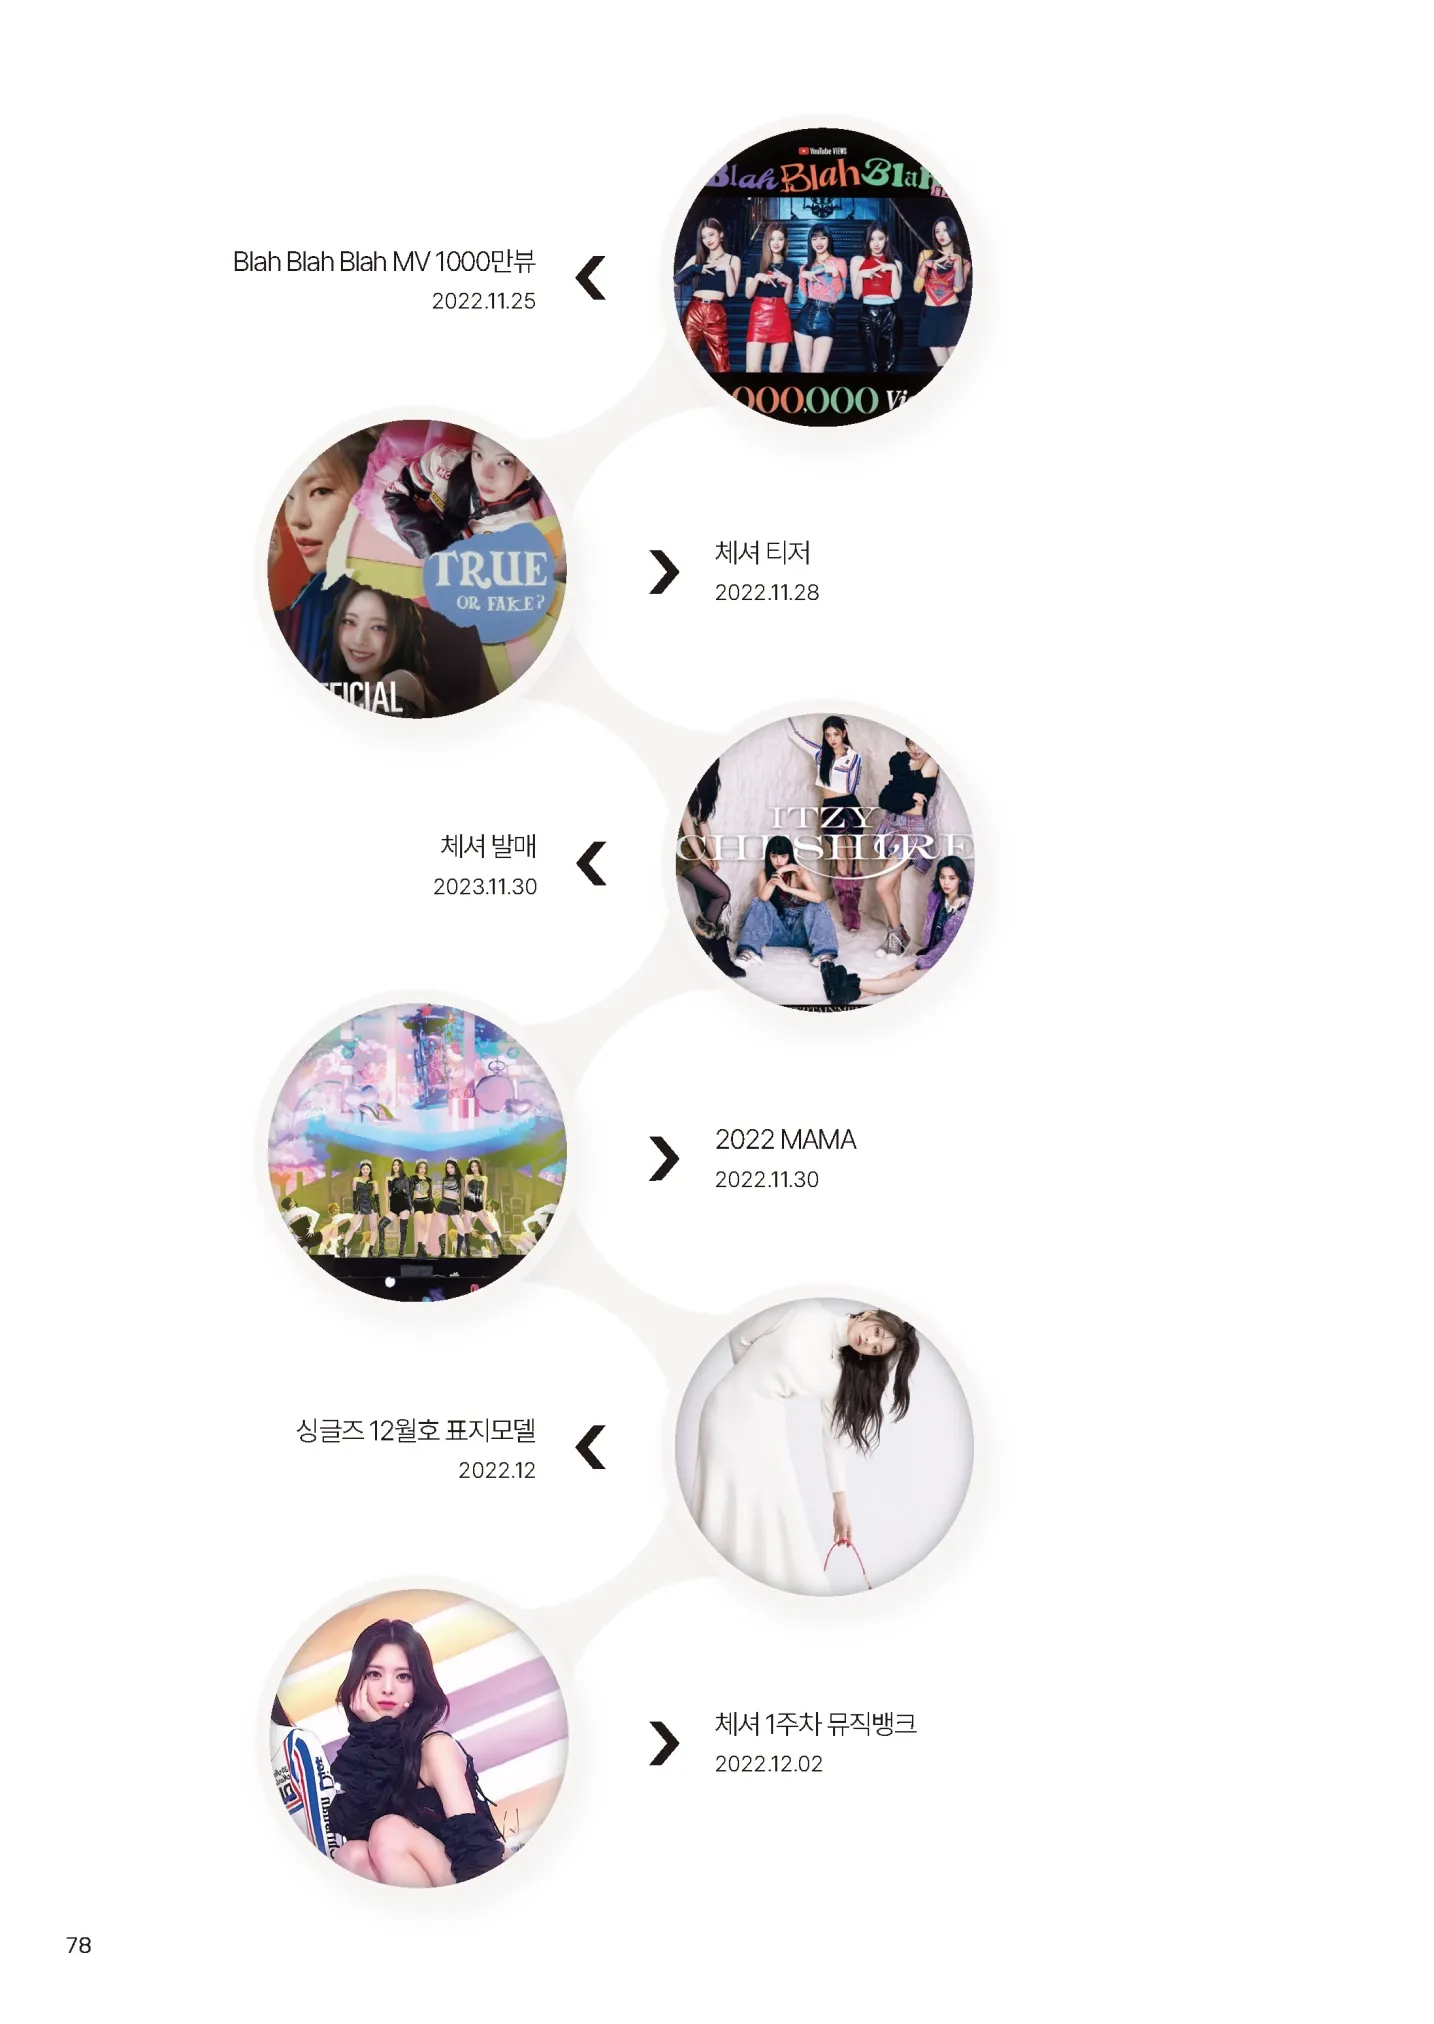 YouTube VIEWS
Blah Blah Blah
Blah Blah Blah MV 1000만뷰
2022.11.25
000,000
TRUE
OR FAKE?
체셔 티저
2022.11.28
ITZY
CHESHIRE
체셔 발매
2023.11.30
2022 MAMA
2022.11.30
싱글즈 12월호 표지모델
2022.12
체셔 1주차 뮤직뱅크
2022.12.02
Dior
78